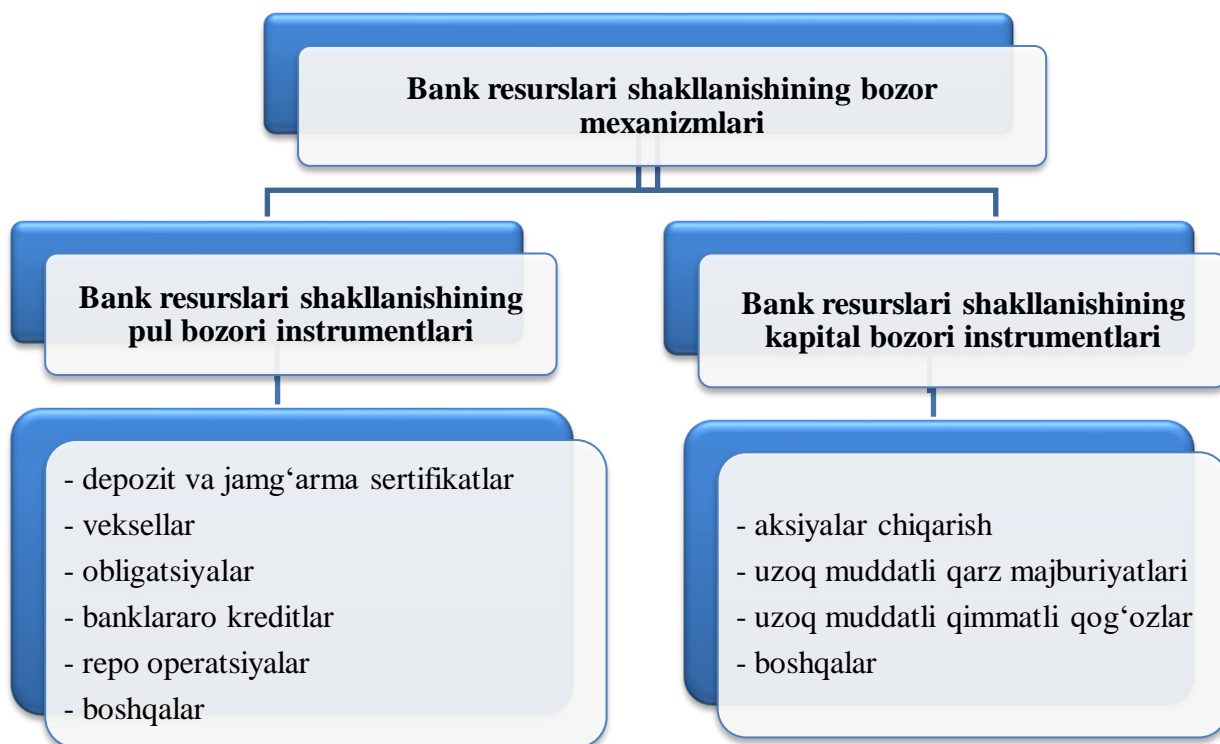 Bank resurslari shakllanishining bozor
mexanizmlari
Bank resurslari shakllanishining
pul bozori instrumentlari
Bank resurslari shakllanishining
kapital bozori instrumentlari
- depozit va jamg‘arma sertifikatlar
- veksellar
- obligatsiyalar
- banklararo kreditlar
- repo operatsiyalar
- boshqalar
- aksiyalar chiqarish
- uzoq muddatli qarz majburiyatlari
- uzoq muddatli qimmatli qog‘ozlar
- boshqalar